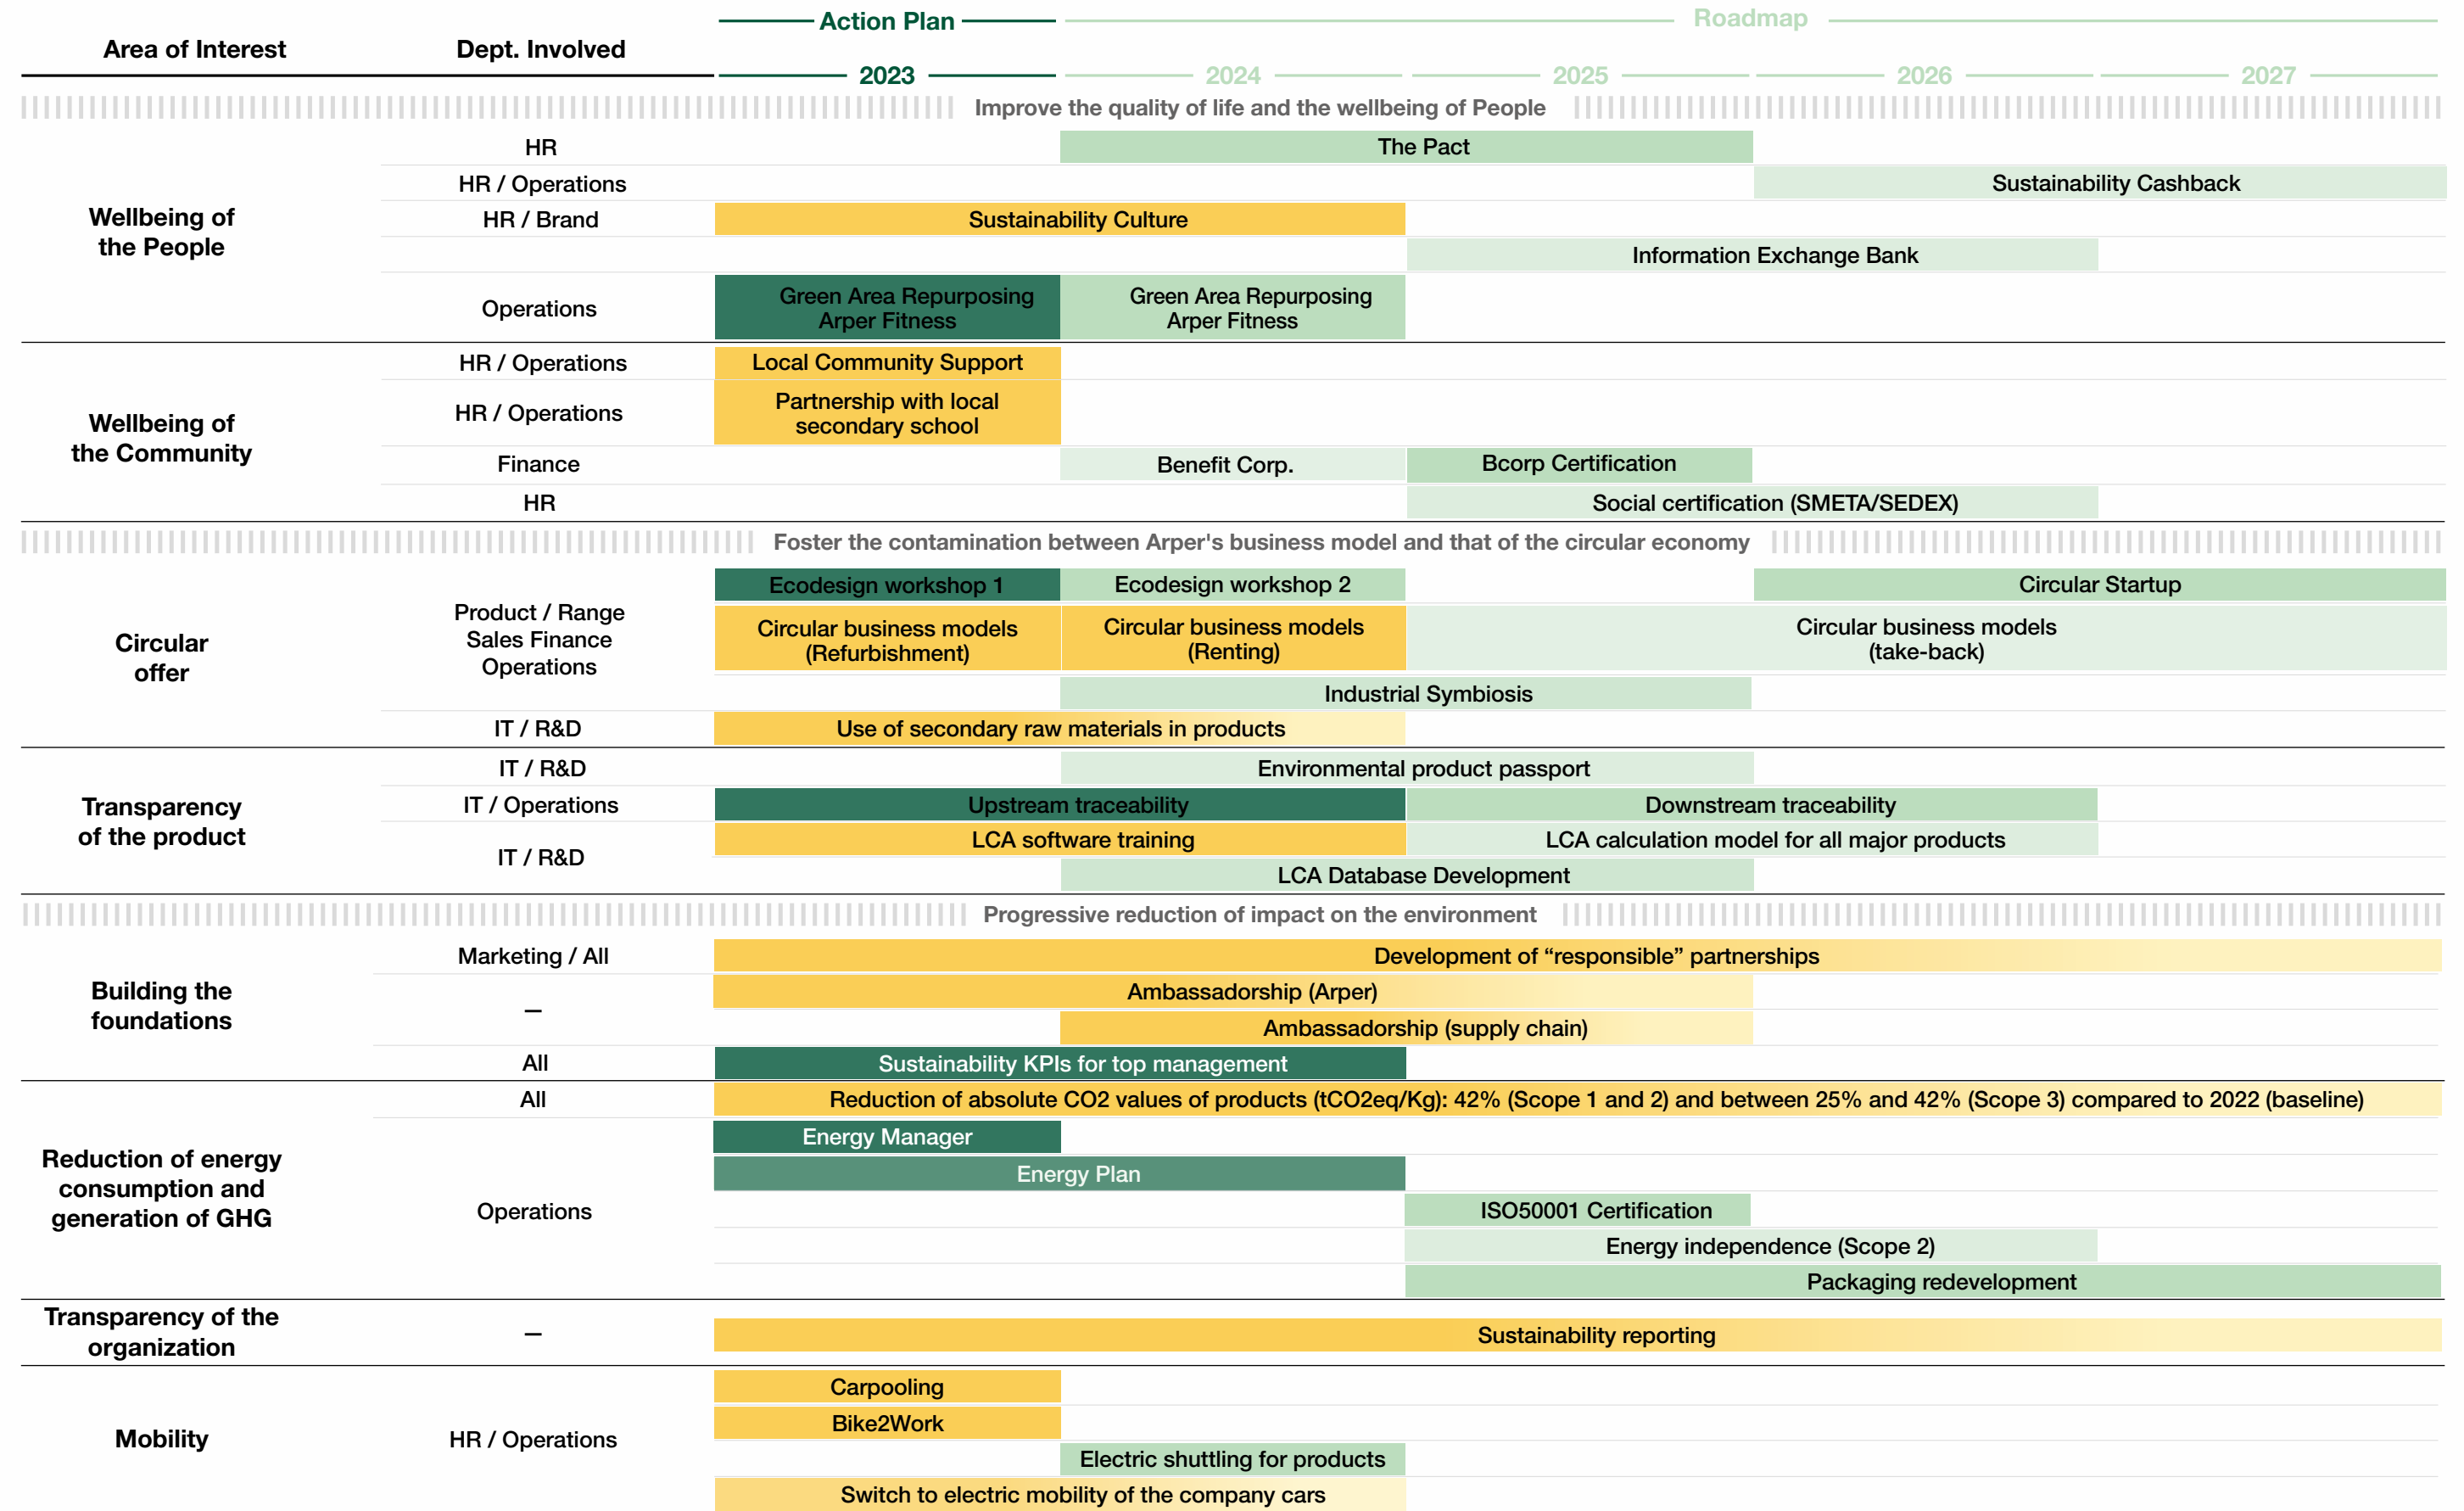 Action Plan
Roadmap
Area of Interest
Dept. Involved
2023
2024
2025
2026
2027
Improve the quality of life and the wellbeing of People
Wellbeing of
the People
HR
The Pact
HR / Operations
Sustainability Cashback
HR / Brand
Sustainability Culture
Information Exchange Bank
Operations
Green Area Repurposing
Arper Fitness
Green Area Repurposing
Arper Fitness
Wellbeing of
the Community
HR / Operations
Local Community Support
HR / Operations
Partnership with local
secondary school
Finance
Benefit Corp.
Bcorp Certification
HR
Social certification (SMETA/SEDEX)
Foster the contamination between Arper's business model and that of the circular economy
Circular
offer
Product / Range
Sales Finance
Operations
Ecodesign workshop 1
Ecodesign workshop 2
Circular Startup
Circular business models
(Refurbishment)
Circular business models
(Renting)
Circular business models
(take-back)
Industrial Symbiosis
IT / R&D
Use of secondary raw materials in products
Transparency
of the product
IT / R&D
Environmental product passport
IT / Operations
Upstream traceability
Downstream traceability
IT / R&D
LCA software training
LCA calculation model for all major products
LCA Database Development
Progressive reduction of impact on the environment
Building the
foundations
Marketing / All
Development of “responsible” partnerships
–
Ambassadorship (Arper)
Ambassadorship (supply chain)
All
Sustainability KPIs for top management
Reduction of energy
consumption and
generation of GHG
All
Reduction of absolute CO2 values of products (tCO2eq/Kg): 42% (Scope 1 and 2) and between 25% and 42% (Scope 3) compared to 2022 (baseline)
Operations
Energy Manager
Energy Plan
ISO50001 Certification
Energy independence (Scope 2)
Packaging redevelopment
Transparency of the
organization
–
Sustainability reporting
Mobility
HR / Operations
Carpooling
Bike2Work
Electric shuttling for products
Switch to electric mobility of the company cars